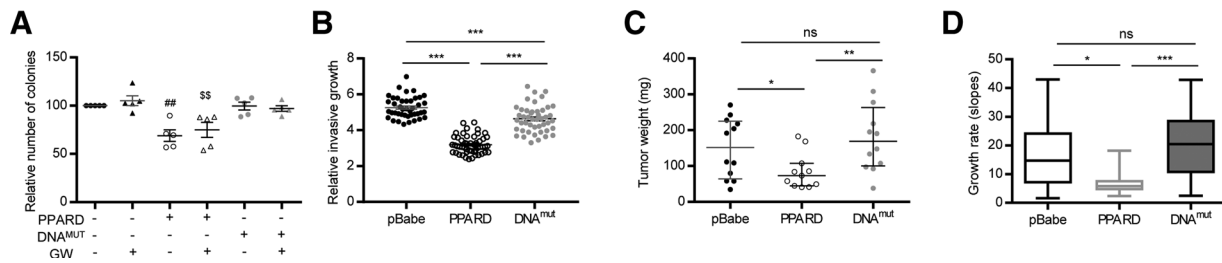 A
Relative number of colonies
150
100
50
0
##
$$
PPARD - - + + - -
DNA^MUT - - - - + +
GW - + - + - +
B
Relative invasive growth
8
6
4
2
0
***
*** ***
pBabe PPARD DNA^mut
C
Tumor weight (mg)
400
300
200
100
0
ns
* **
pBabe PPARD DNA^mut
D
Growth rate (slopes)
50
40
30
20
10
0
ns
* ***
pBabe PPARD DNA^mut